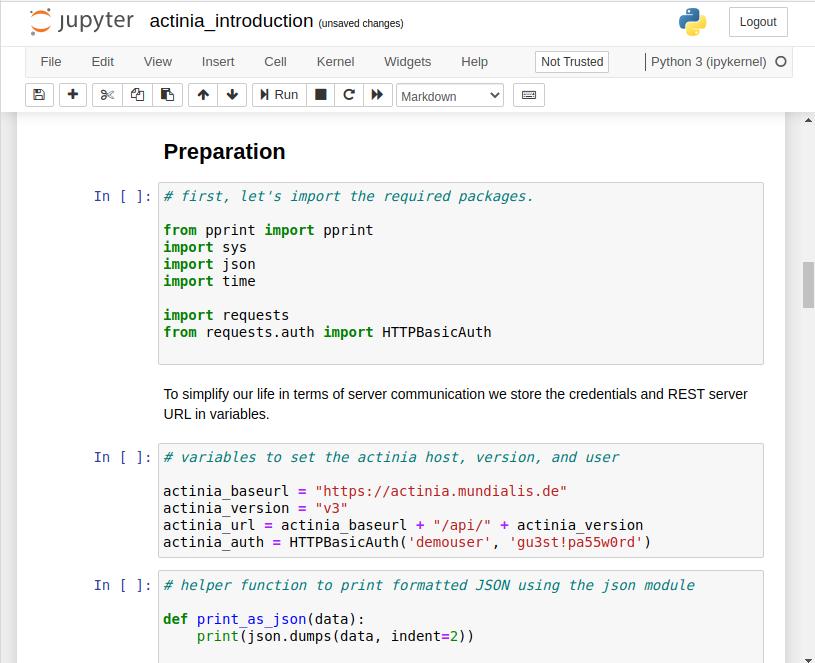 jupyter actinia_introduction (unsaved changes) Logout
File Edit View Insert Cell Kernel Widgets Help Not Trusted Python 3 (ipykernel)
Run Markdown
Preparation
In [ ]: # first, let's import the required packages.
from pprint import pprint
import sys
import json
import time
import requests
from requests.auth import HTTPBasicAuth
To simplify our life in terms of server communication we store the credentials and REST server
URL in variables.
In [ ]: # variables to set the actinia host, version, and user
actinia_baseurl = "https://actinia.mundialis.de"
actinia_version = "v3"
actinia_url = actinia_baseurl + "/api/" + actinia_version
actinia_auth = HTTPBasicAuth('demouser', 'gu3st!pa55w0rd')
In [ ]: # helper function to print formatted JSON using the json module
def print_as_json(data):
    print(json.dumps(data, indent=2))